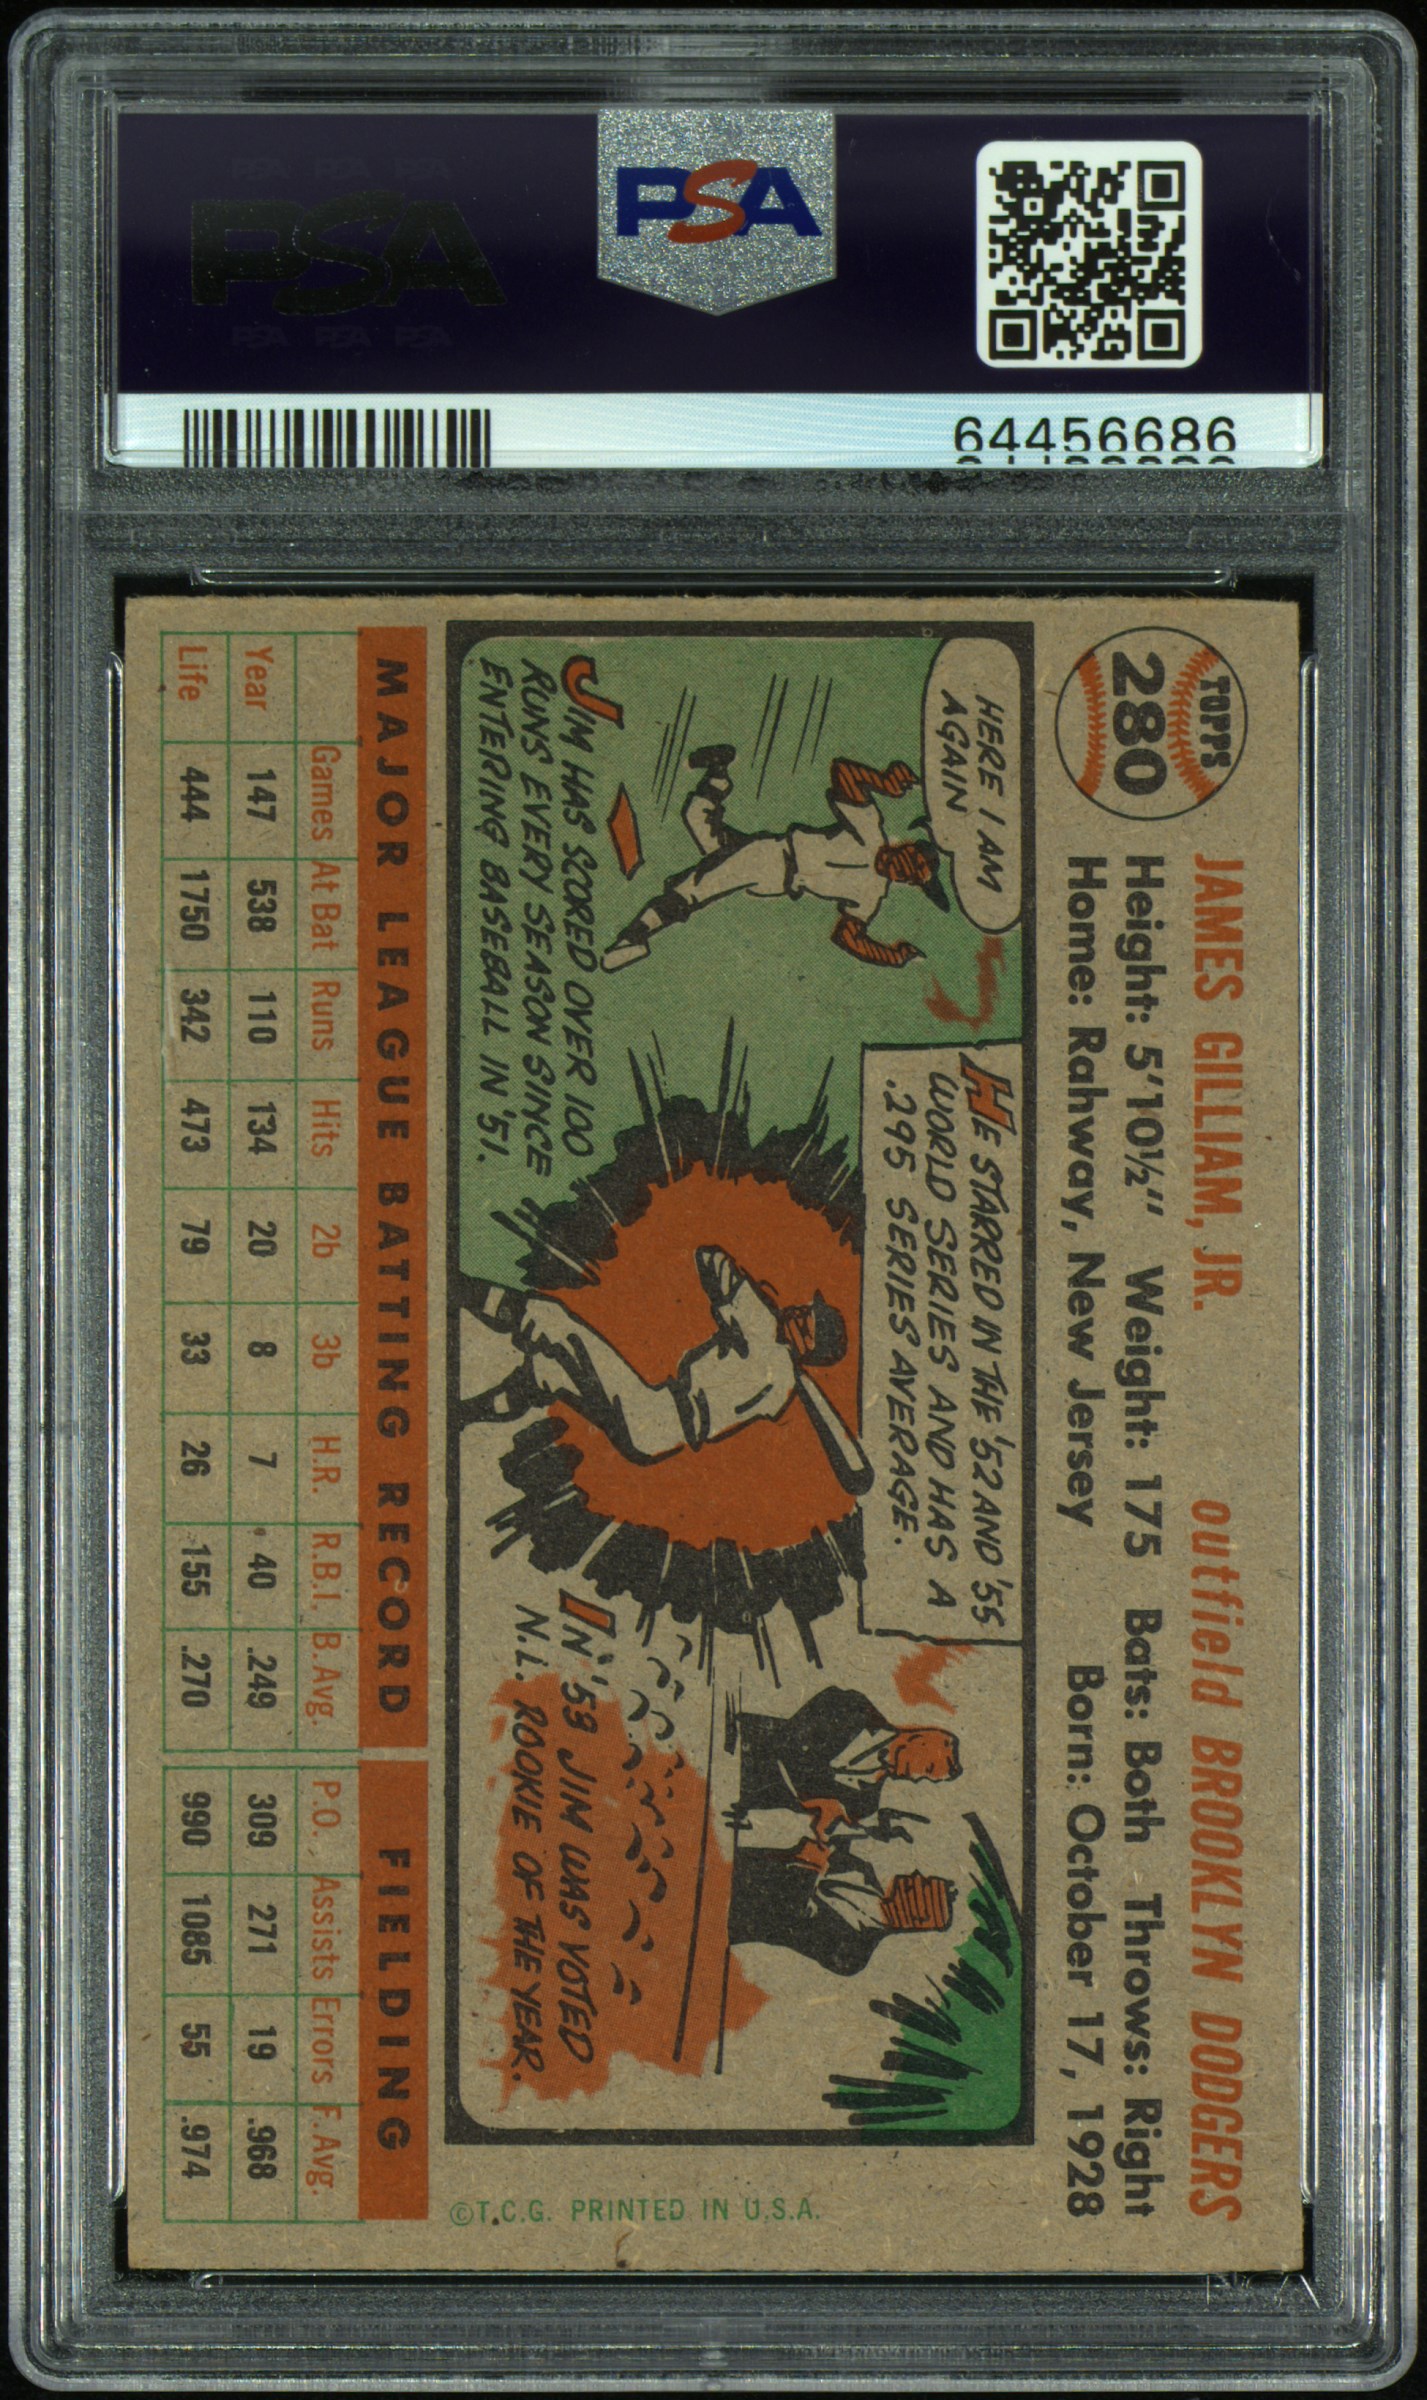 PSA PSA PSA
PSA
PSA PSA PSA
PSA
64456686
TOPPS
280
JAMES GILLIAM, JR.
outfield BROOKLYN DODGERS
Height: 5'10½" Weight: 175 Bats: Both Throws: Right
Home: Rahway, New Jersey Born: October 17, 1928
HERE I AM
AGAIN
JIM HAS SCORED OVER 100
RUNS EVERY SEASON SINCE
ENTERING BASEBALL IN '51.
HE STARRED IN THE '52 AND '55
WORLD SERIES AND HAS A
.295 SERIES AVERAGE.
IN '53 JIM WAS VOTED
N.L. ROOKIE OF THE YEAR.
MAJOR LEAGUE BATTING RECORD FIELDING
Games At Bat Runs Hits 2b 3b H.R. R.B.I. B.Avg. P.O. Assists Errors F.Avg.
Year 147 538 110 134 20 8 7 40 .249 309 271 19 .968
Life 444 1750 342 473 79 33 26 155 .270 990 1085 55 .974
©T.C.G. PRINTED IN U.S.A.